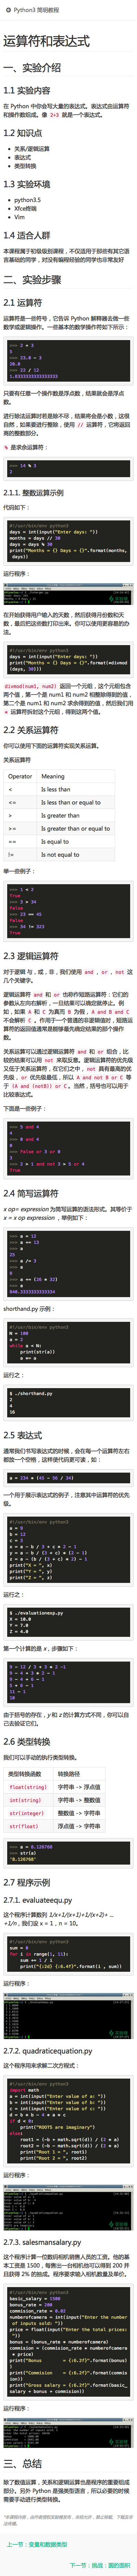 Python3 简明教程
运算符和表达式
一、实验介绍
1.1 实验内容
在 Python 中你会写大量的表达式。表达式由运算符
和操作数组成。像 2+3 就是一个表达式。
1.2 知识点
关系/逻辑运算
表达式
类型转换
1.3 实验环境
python3.5
Xfce终端
Vim
1.4 适合人群
本课程属于初级级别课程，不仅适用于那些有其它语
言基础的同学，对没有编程经验的同学也非常友好
二、实验步骤
2.1 运算符
运算符是一些符号，它告诉 Python 解释器去做一些
数学或逻辑操作。一些基本的数学操作符如下所示：
>>> 2 + 3
5
>>> 23.0 - 3
20.0
>>> 22 / 12
1.8333333333333333
只要有任意一个操作数是浮点数，结果就会是浮点
数。
进行除法运算时若是除不尽，结果将会是小数，这很
自然，如果要进行整除，使用 // 运算符，它将返回
商的整数部分。
% 是求余运算符：
>>> 14 % 3
2
2.1.1. 整数运算示例
代码如下：
#!/usr/bin/env python3
days = int(input("Enter days: "))
months = days // 30
days = days % 30
print("Months = {} Days = {}".format(months,
days))
运行程序：
在开始获得用户输入的天数，然后获得月份数和天
数，最后把这些数打印出来。你可以使用更容易的办
法。
#!/usr/bin/env python3
days = int(input("Enter days: "))
print("Months = {} Days = {}".format(*divmod
(days, 30)))
divmod(num1, num2) 返回一个元组，这个元组包含
两个值，第一个是 num1 和 num2 相整除得到的值，
第二个是 num1 和 num2 求余得到的值，然后我们用
* 运算符拆封这个元组，得到这两个值。
2.2 关系运算符
你可以使用下面的运算符实现关系运算。
关系运算符
Operator Meaning
< Is less than
<= Is less than or equal to
> Is greater than
>= Is greater than or equal to
== Is equal to
!= Is not equal to
举一些例子：
>>> 1 < 2
True
>>> 3 > 34
False
>>> 23 == 45
False
>>> 34 != 323
True
2.3 逻辑运算符
对于逻辑 与，或，非，我们使用 and，or，not 这
几个关键字。
逻辑运算符 and 和 or 也称作短路运算符：它们的
参数从左向右解析，一旦结果可以确定就停止。例
如，如果 A 和 C 为真而 B 为假，A and B and C
不会解析 C 。作用于一个普通的非逻辑值时，短路运
算符的返回值通常是能够最先确定结果的那个操作
数。
关系运算可以通过逻辑运算符 and 和 or 组合，比
较的结果可以用 not 来取反意。逻辑运算符的优先级
又低于关系运算符，在它们之中，not 具有最高的优
先级，or 优先级最低，所以 A and not B or C 等
于 (A and (notB)) or C。当然，括号也可以用于
比较表达式。
下面是一些例子：
>>> 5 and 4
4
>>> 0 and 4
0
>>> False or 3 or 0
3
>>> 2 > 1 and not 3 > 5 or 4
True
2.4 简写运算符
x op= expression 为简写运算的语法形式。其等价于
x = x op expression ，举例如下：
>>> a = 12
>>> a += 13
>>> a
25
>>> a /= 3
>>> a
8.333333333333334
>>> a += (26 * 32)
>>> a
840.3333333333334
shorthand.py 示例：
#!/usr/bin/env python3
N = 100
a = 2
while a < N:
print(str(a))
a *= a
运行之：
$ ./shorthand.py
2
4
16
2.5 表达式
通常我们书写表达式的时候，会在每一个运算符左右
都放一个空格，这样使代码更可读，如：
a = 234 * (45 - 56 / 34)
一个用于展示表达式的例子，注意其中运算符的优先
级。
#!/usr/bin/env python3
a = 9
b = 12
c = 3
x = a - b / 3 + c * 2 - 1
y = a - b / (3 + c) * (2 - 1)
z = a - (b / (3 + c) * 2) - 1
print("X = ", x)
print("Y = ", y)
print("Z = ", z)
运行之：
$ ./evaluationexp.py
X = 10.0
Y = 7.0
Z = 4.0
第一个计算的是 x，步骤如下：
9 - 12 / 3 + 3 * 2 -1
9 - 4 + 3 * 2 - 1
9 - 4 + 6 - 1
5 + 6 - 1
11 - 1
10
由于括号的存在，y 和 z 的计算方式不同，你可以自
己去验证它们。
2.6 类型转换
我们可以手动的执行类型转换。
类型转换函数 转换路径
float(string) 字符串 -> 浮点值
int(string) 字符串 -> 整数值
str(integer) 整数值 -> 字符串
str(float) 浮点值 -> 字符串
>>> a = 8.126768
>>> str(a)
'8.126768'
2.7 程序示例
2.7.1. evaluateequ.py
这个程序计算数列 1/x+1/(x+1)+1/(x+2)+ ...
+1/n，我们设 x = 1，n = 10。
#!/usr/bin/env python3
sum = 0
for i in range(1, 11):
sum += 1.0 / i
print("{:2d} {:6.4f}".format(i , sum))
运行程序：
2.7.2. quadraticequation.py
这个程序用来求解二次方程式：
#!/usr/bin/env python3
import math
a = int(input("Enter value of a: "))
b = int(input("Enter value of b: "))
c = int(input("Enter value of c: "))
d = b * b - 4 * a * c
if d < 0:
print("ROOTS are imaginary")
else:
root1 = (-b + math.sqrt(d)) / (2 * a)
root2 = (-b - math.sqrt(d)) / (2 * a)
print("Root 1 = ", root1)
print("Root 2 = ", root2)
运行程序：
2.7.3. salesmansalary.py
这个程序计算一位数码相机销售人员的工资。他的基
本工资是 1500，每售出一台相机他可以得到 200 并
且获得 2% 的抽成。程序要求输入相机数量及单价。
#!/usr/bin/env python3
basic_salary = 1500
bonus_rate = 200
commission_rate = 0.02
numberofcamera = int(input("Enter the number
of inputs sold: "))
price = float(input("Enter the total prices:
"))
bonus = (bonus_rate * numberofcamera)
commission = (commission_rate * numberofcamera
* price)
print("Bonus = {:6.2f}".format(bonus))
print("Commision = {:6.2f}".format(commission))
print("Gross salary = {:6.2f}".format(basic_salary
+ bonus + commission))
运行程序：
三、总结
除了数值运算，关系和逻辑运算也是程序的重要组成
部分。另外 Python 是强类型语言，所以必要的时候
需要手动进行类型转换。
上一节：变量和数据类型
下一节：挑战：圆的面积